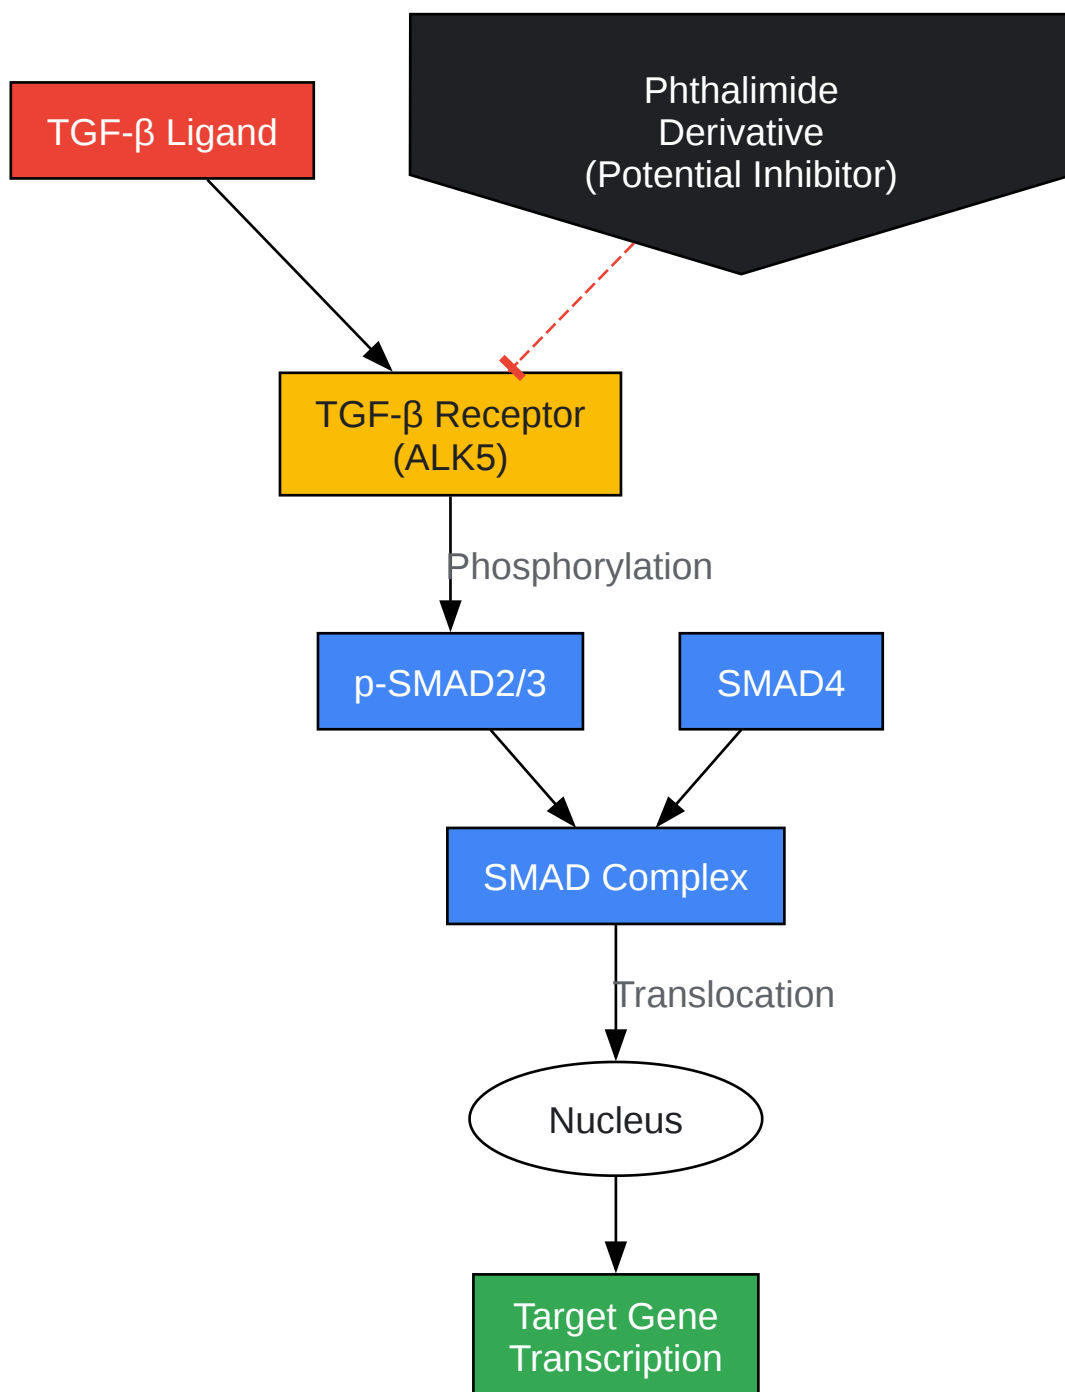 TGF-β Ligand
Phthalimide
Derivative
(Potential Inhibitor)
TGF-β Receptor
(ALK5)
Phosphorylation
p-SMAD2/3
SMAD4
SMAD Complex
Translocation
Nucleus
Target Gene
Transcription